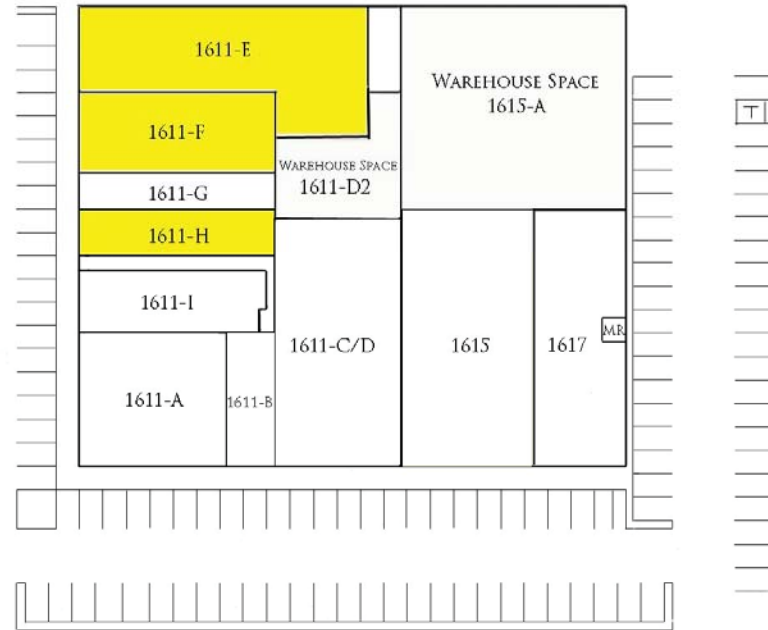 1611-E
WAREHOUSE SPACE
1615-A
T
1611-F
WAREHOUSE SPACE
1611-D2
1611-G
1611-H
1611-I
MR
1611-C/D
1615
1617
1611-A
1611-B